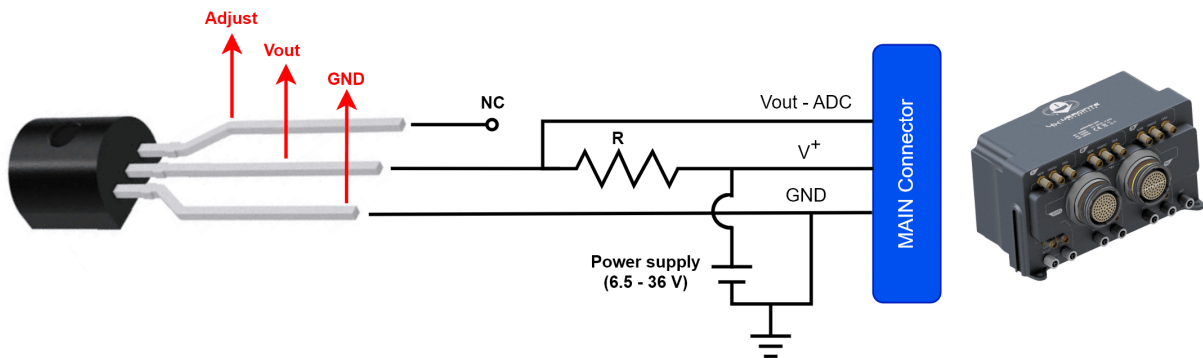 Adjust
Vout
GND
NC
Vout - ADC
R
V+
GND
Power supply
(6.5 - 36 V)
MAIN Connector